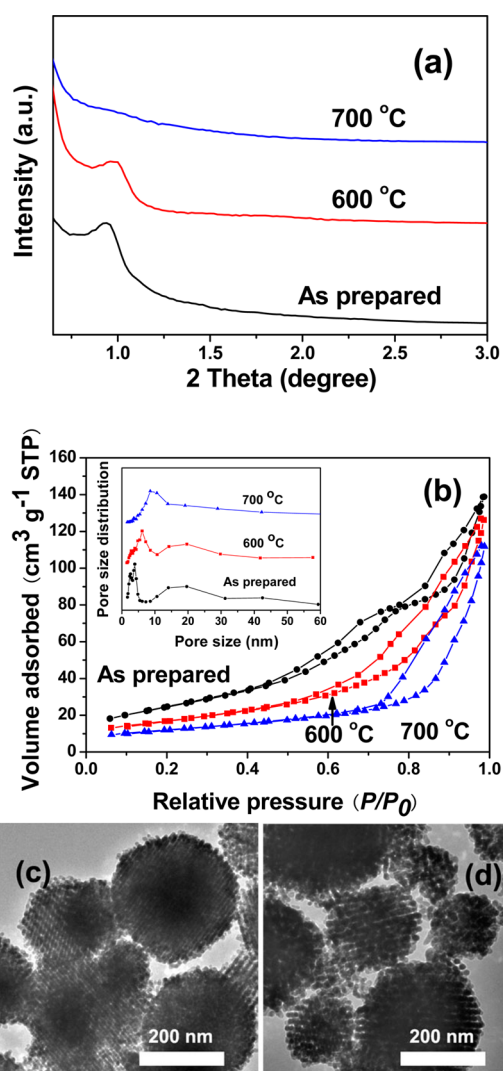 (a)
700 °C
600 °C
As prepared
Intensity (a.u.)
1.0 1.5 2.0 2.5 3.0
2 Theta (degree)
(b)
Volume adsorbed (cm³ g⁻¹ STP)
160
140
120
100
80
60
40
20
0
Pore size distribution
700 °C
600 °C
As prepared
0 10 20 30 40 50 60
Pore size (nm)
As prepared
600 °C
700 °C
0.0 0.2 0.4 0.6 0.8 1.0
Relative pressure (P/P0)
(c)
200 nm
(d)
200 nm